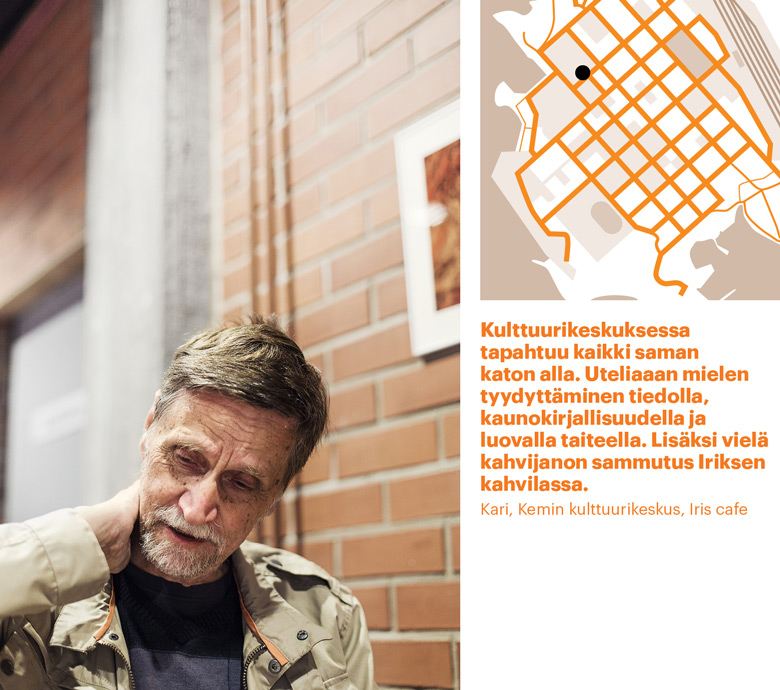 Kulttuurikeskuksessa
tapahtuu kaikki saman
katon alla. Uteliaaan mielen
tyydyttäminen tiedolla,
kaunokirjallisuudella ja
luovalla taiteella. Lisäksi vielä
kahvijanon sammutus Iriksen
kahvilassa.
Kari, Kemin kulttuurikeskus, Iris cafe